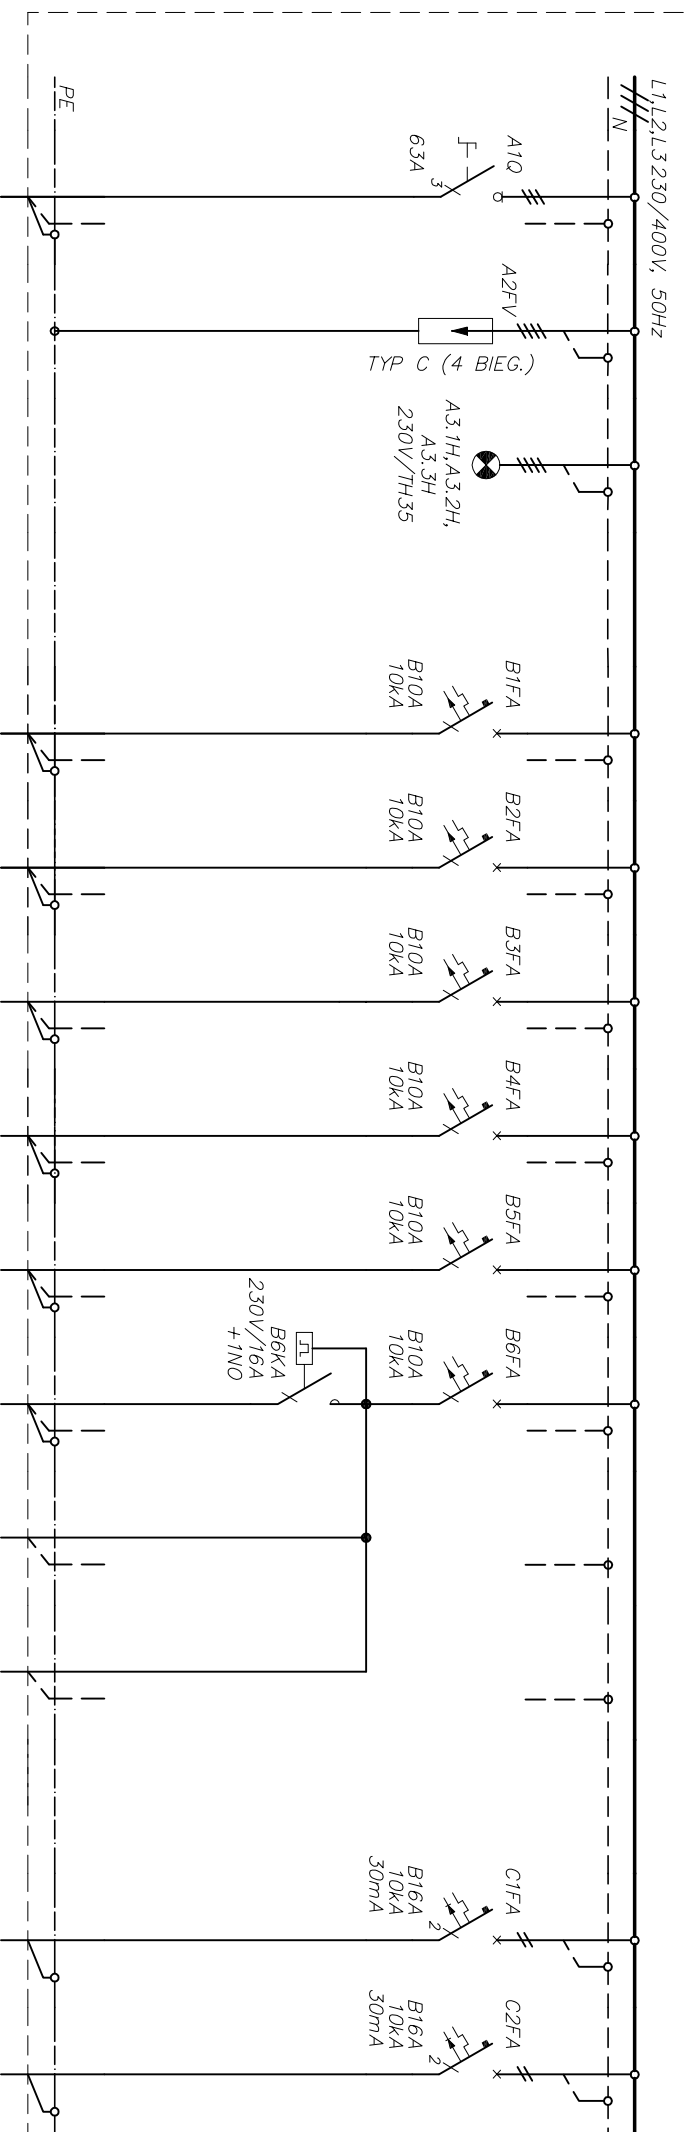 L1,L2,L3 230/400V, 50Hz
N
PE
A1Q
63A
3
A2FV
TYP C (4 BIEG.)
A3.1H,A3.2H,
A3.3H
230V/TH35
B1FA
B10A
10kA
B2FA
B10A
10kA
B3FA
B10A
10kA
B4FA
B10A
10kA
B5FA
B10A
10kA
B6FA
B10A
10kA
B6KA
230V/16A
+1NO
C1FA
B16A
10kA
30mA
2
C2FA
B16A
10kA
30mA
2